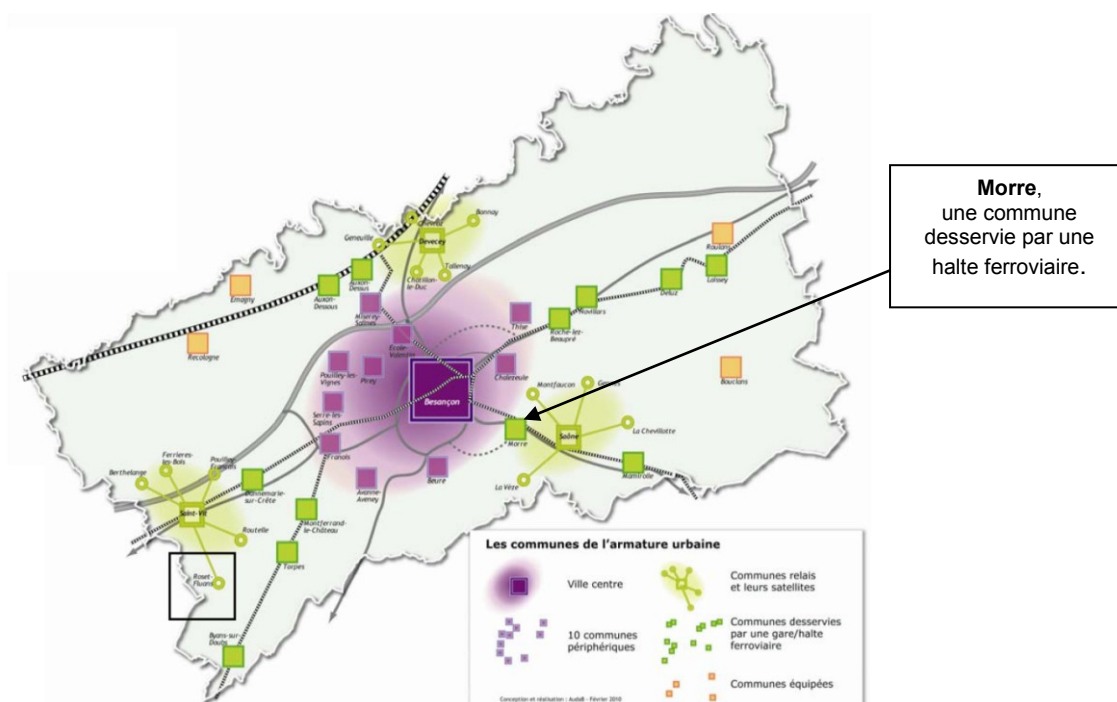 Morre,
une commune
desservie par une
halte ferroviaire.
Bonnay
Geneuille
Devecey
Tallenay
Châtillon-
le-Duc
Auxon-
Dessus
Auxon-
Dessous
Emagny
Recologne
Miserey-
Salines
Ecole-
Valentin
Pouilley-les-
Vignes
Pirey
Serre-les-
Sapins
Franois
Avanne-
Aveney
Beure
Besançon
Thise
Chalezeule
Roche-lez-
Beaupré
Novillars
Deluz
Laissey
Roulans
Bouclans
Montfaucon
Gennes
La Chevillotte
Saône
Morre
Mamirolle
La Vèze
Ferrières-
les-Bois
Pouilley-
Français
Berthelange
Saint-Vit
Dannemarie-
sur-Crête
Routelle
Roset-
Fluans
Montferrand-
le-Château
Torpes
Byans-sur-
Doubs
Les communes de l'armature urbaine
Ville centre
10 communes
périphériques
Communes relais
et leurs satellites
Communes desservies
par une gare/halte
ferroviaire
Communes équipées
Conception et réalisation : AudaB - Février 2010